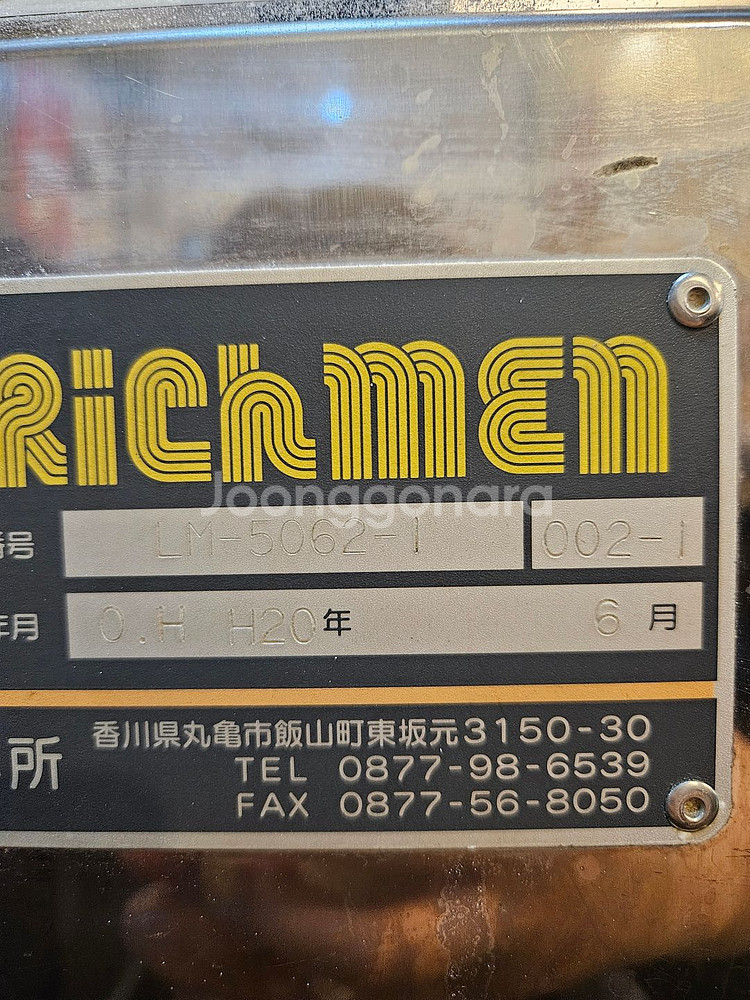 RICHMEN
Joonggonara
番号 LM-5062-1 002-1
年月 O.H H20年 6月
所 香川県丸亀市飯山町東坂元3150-30
TEL 0877-98-6539
FAX 0877-56-8050